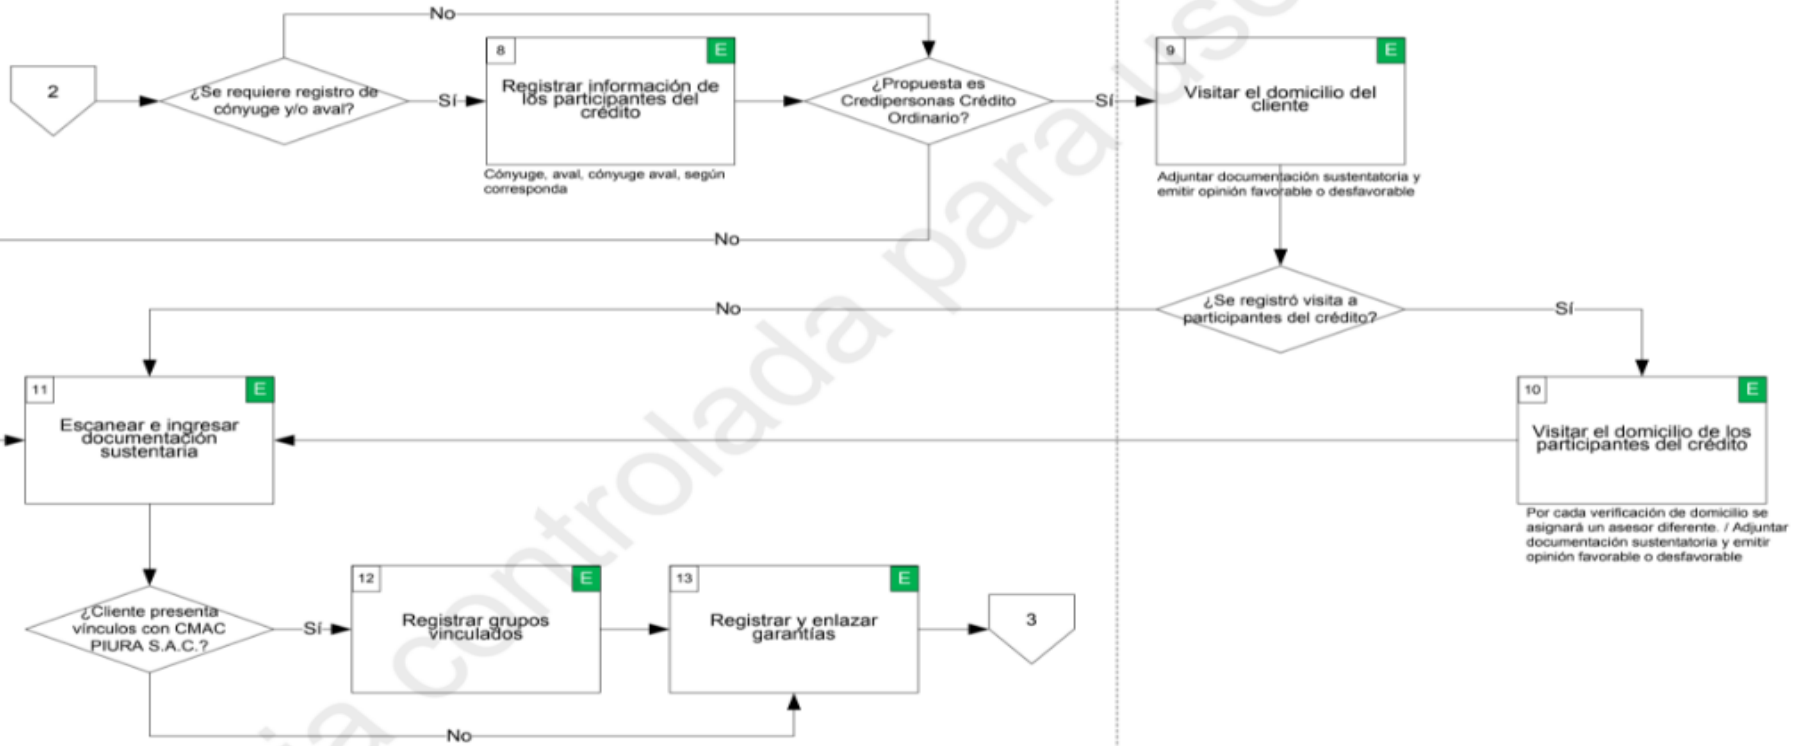 No
2
¿Se requiere registro de
cónyuge y/o aval?
Sí
8
E
Registrar información de
los participantes del
crédito
Cónyuge, aval, cónyuge aval, según
corresponda
¿Propuesta es
Credipersonas Crédito
Ordinario?
Sí
9
E
Visitar el domicilio del
cliente
Adjuntar documentación sustentatoria y
emitir opinión favorable o desfavorable
No
¿Se registró visita a
participantes del crédito?
No
Sí
10
E
Visitar el domicilio de los
participantes del crédito
Por cada verificación de domicilio se
asignará un asesor diferente. / Adjuntar
documentación sustentatoria y emitir
opinión favorable o desfavorable
11
E
Escanear e ingresar
documentación
sustentaria
¿Cliente presenta
vínculos con CMAC
PIURA S.A.C.?
Sí
12
E
Registrar grupos
vinculados
13
E
Registrar y enlazar
garantías
3
No
controlada para uso